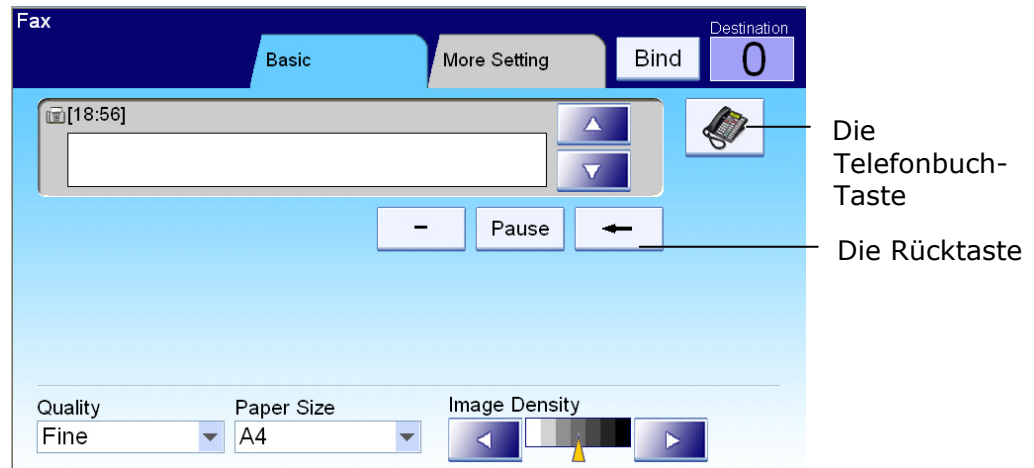 Fax
Destination
Basic
More Setting
Bind
0
[18:56]
Die
Telefonbuch-
Taste
– Pause
Die Rücktaste
Quality
Paper Size
Image Density
Fine
A4